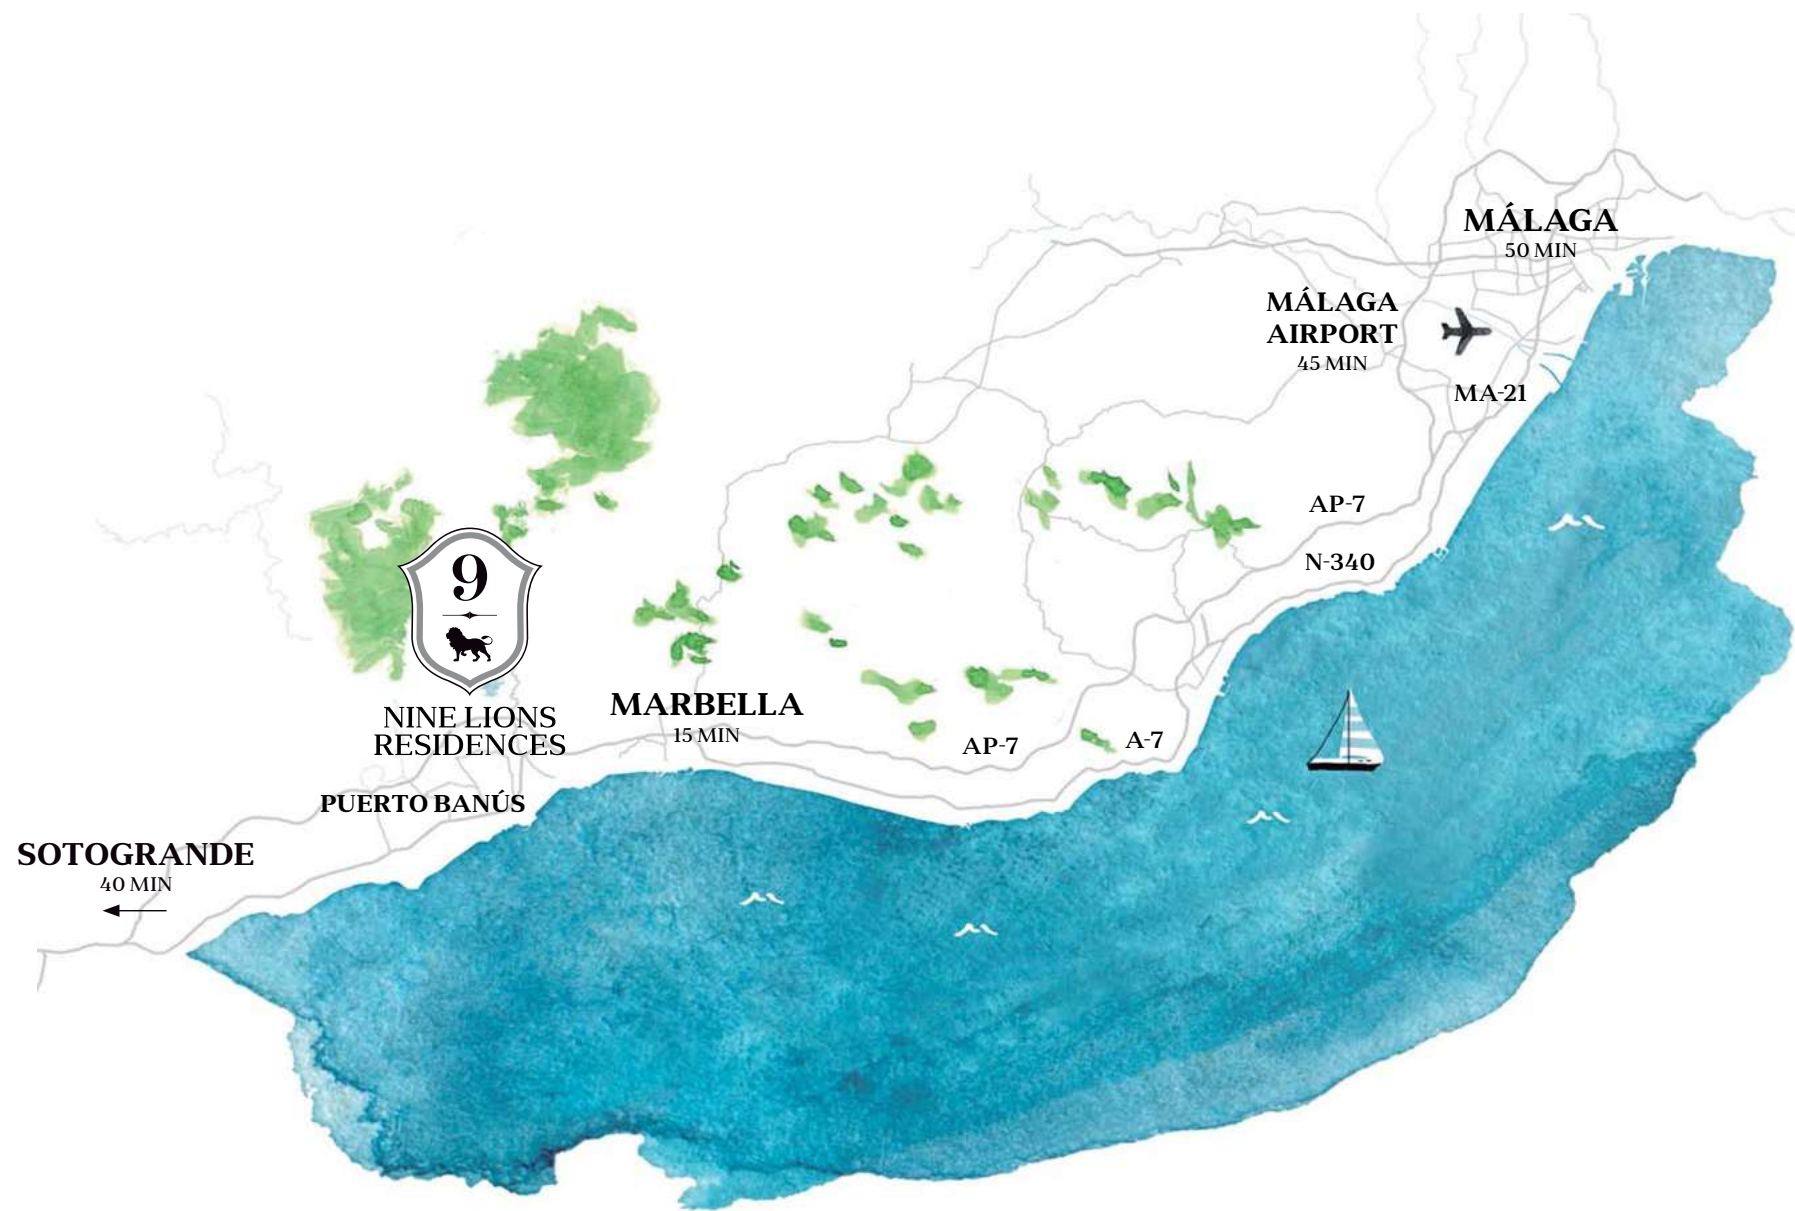 MÁLAGA
50 MIN
MÁLAGA
AIRPORT
45 MIN
MA-21
AP-7
N-340
9
NINE LIONS
RESIDENCES
MARBELLA
15 MIN
AP-7
A-7
PUERTO BANÚS
SOTOGRANDE
40 MIN